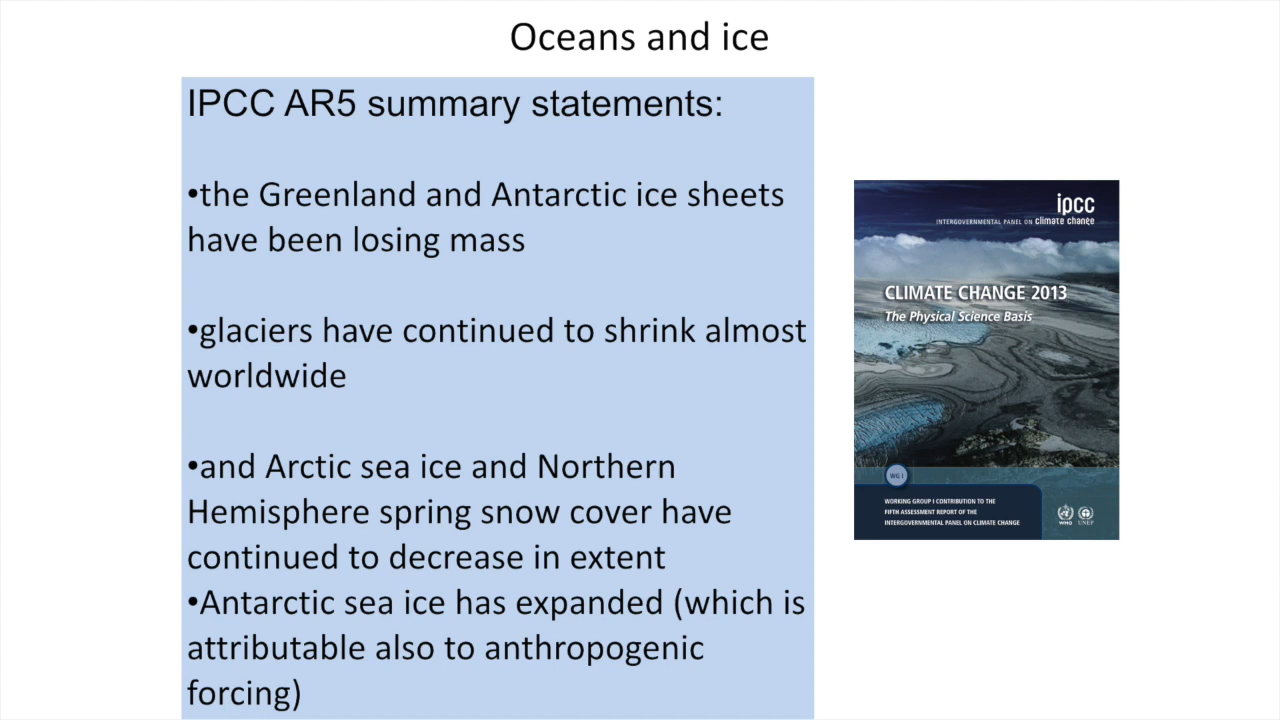 Oceans and ice
IPCC AR5 summary statements:
•the Greenland and Antarctic ice sheets
have been losing mass
•glaciers have continued to shrink almost
worldwide
•and Arctic sea ice and Northern
Hemisphere spring snow cover have
continued to decrease in extent
•Antarctic sea ice has expanded (which is
attributable also to anthropogenic
forcing)
ipcc
INTERGOVERNMENTAL PANEL ON climate change
CLIMATE CHANGE 2013
The Physical Science Basis
WG I
WORKING GROUP I CONTRIBUTION TO THE
FIFTH ASSESSMENT REPORT OF THE
INTERGOVERNMENTAL PANEL ON CLIMATE CHANGE
WMO UNEP